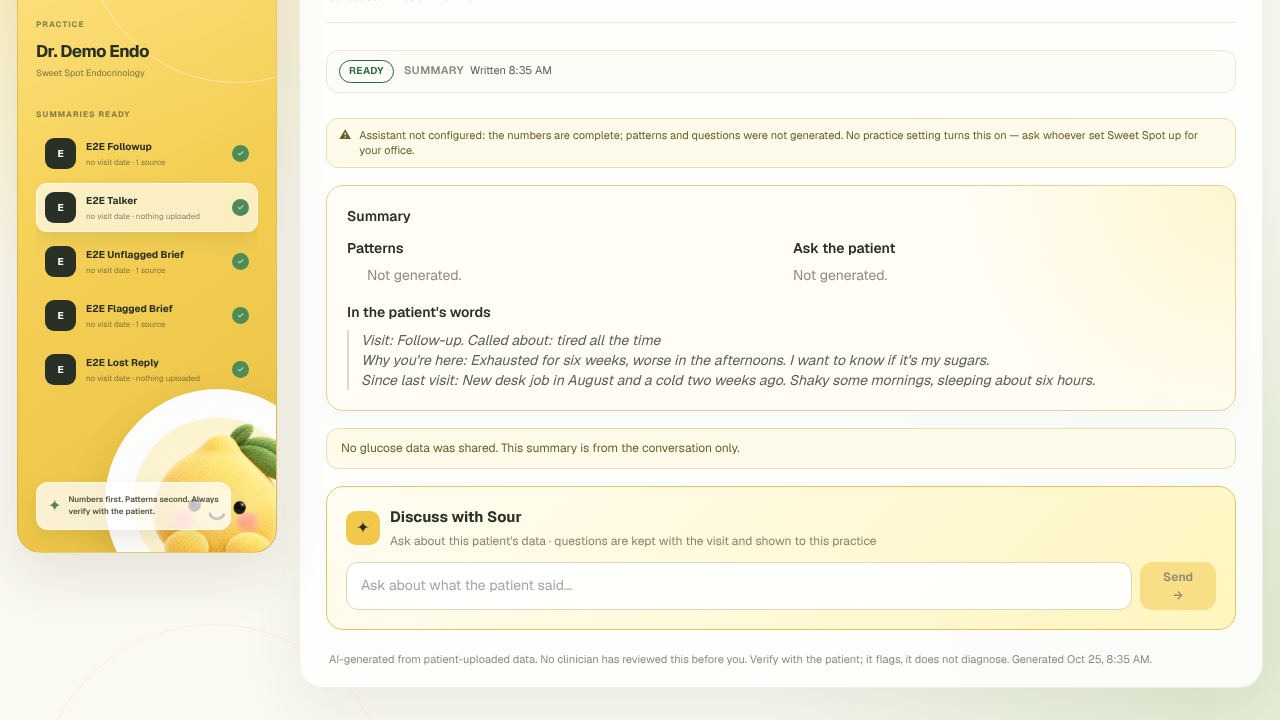 PRACTICE
Dr. Demo Endo
Sweet Spot Endocrinology
SUMMARIES READY
E
E2E Followup
no visit date · 1 source
E
E2E Talker
no visit date · nothing uploaded
E
E2E Unflagged Brief
no visit date · 1 source
E
E2E Flagged Brief
no visit date · 1 source
E
E2E Lost Reply
no visit date · nothing uploaded
Numbers first. Patterns second. Always
verify with the patient.
READY SUMMARY Written 8:35 AM
Assistant not configured: the numbers are complete; patterns and questions were not generated. No practice setting turns this on — ask whoever set Sweet Spot up for
your office.
Summary
Patterns
Not generated.
Ask the patient
Not generated.
In the patient's words
Visit: Follow-up. Called about: tired all the time
Why you're here: Exhausted for six weeks, worse in the afternoons. I want to know if it's my sugars.
Since last visit: New desk job in August and a cold two weeks ago. Shaky some mornings, sleeping about six hours.
No glucose data was shared. This summary is from the conversation only.
Discuss with Sour
Ask about this patient's data · questions are kept with the visit and shown to this practice
Ask about what the patient said...
Send
→
AI-generated from patient-uploaded data. No clinician has reviewed this before you. Verify with the patient; it flags, it does not diagnose. Generated Oct 25, 8:35 AM.